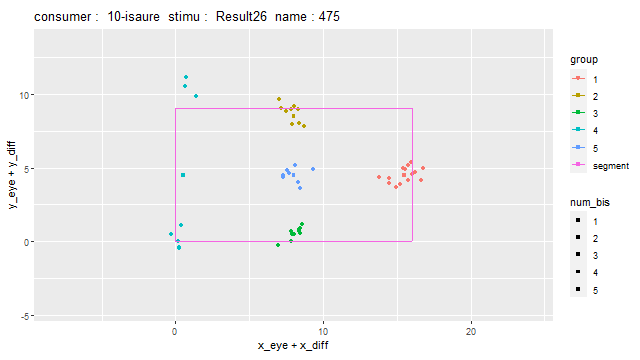 consumer :  10-isaure  stimu :  Result26  name : 475
10
5
0
-5
y_eye + y_diff
0
10
20
x_eye + x_diff
group
1
2
3
4
5
segment
num_bis
1
2
3
4
5